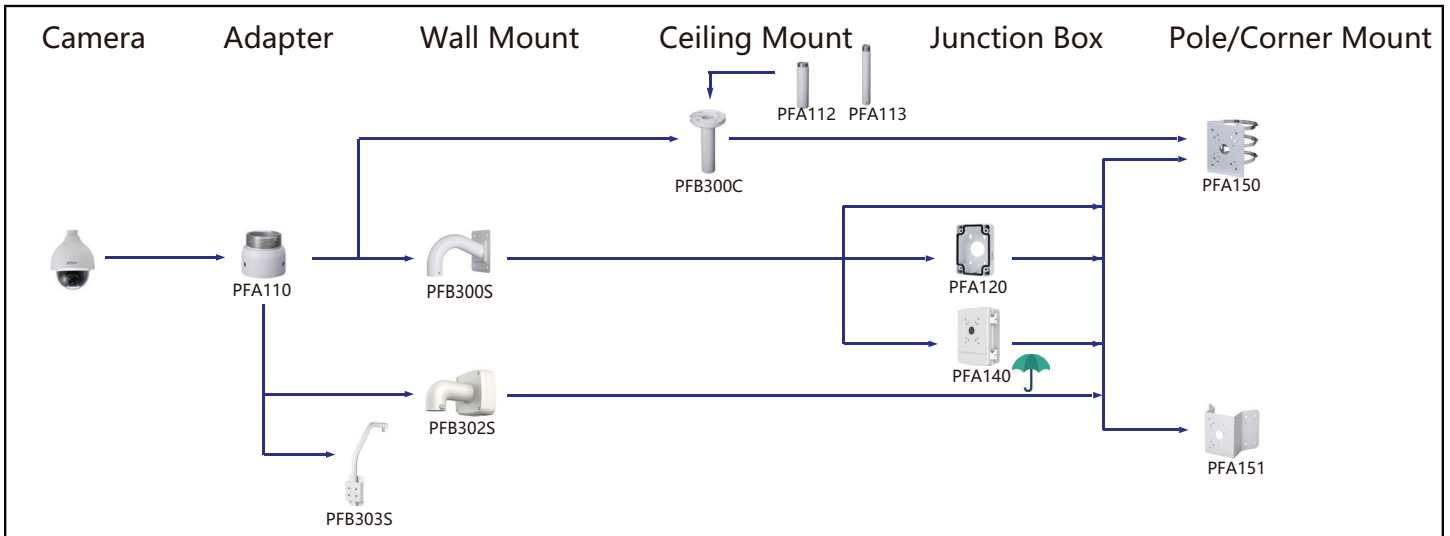 Camera Adapter Wall Mount Ceiling Mount Junction Box Pole/Corner Mount
PFA112 PFA113
PFB300C
PFA150
PFA110
PFB300S
PFA120
PFA140
PFB302S
PFA151
PFB303S